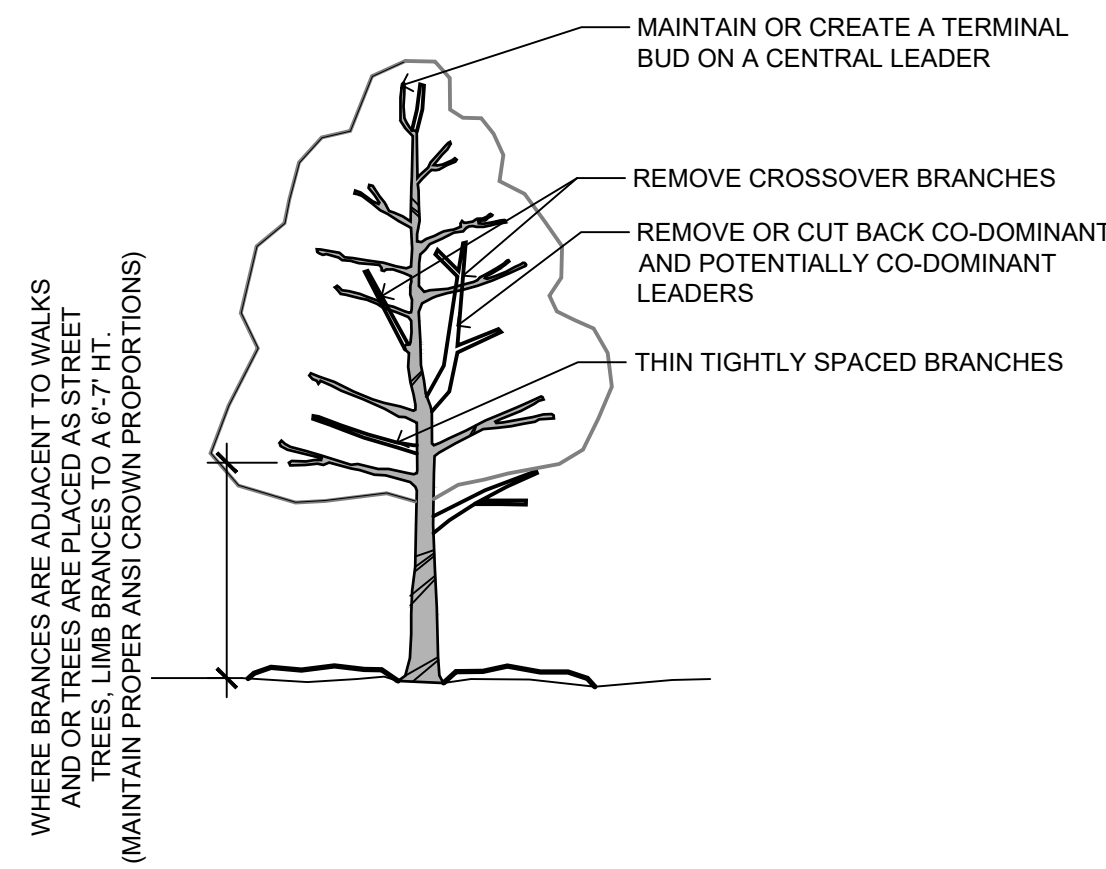 MAINTAIN OR CREATE A TERMINAL
BUD ON A CENTRAL LEADER
REMOVE CROSSOVER BRANCHES
REMOVE OR CUT BACK CO-DOMINANT
AND POTENTIALLY CO-DOMINANT
LEADERS
THIN TIGHTLY SPACED BRANCHES
WHERE BRANCES ARE ADJACENT TO WALKS
AND OR TREES ARE PLACED AS STREET
TREES, LIMB BRANCES TO A 6'-7' HT.
(MAINTAIN PROPER ANSI CROWN PROPORTIONS)